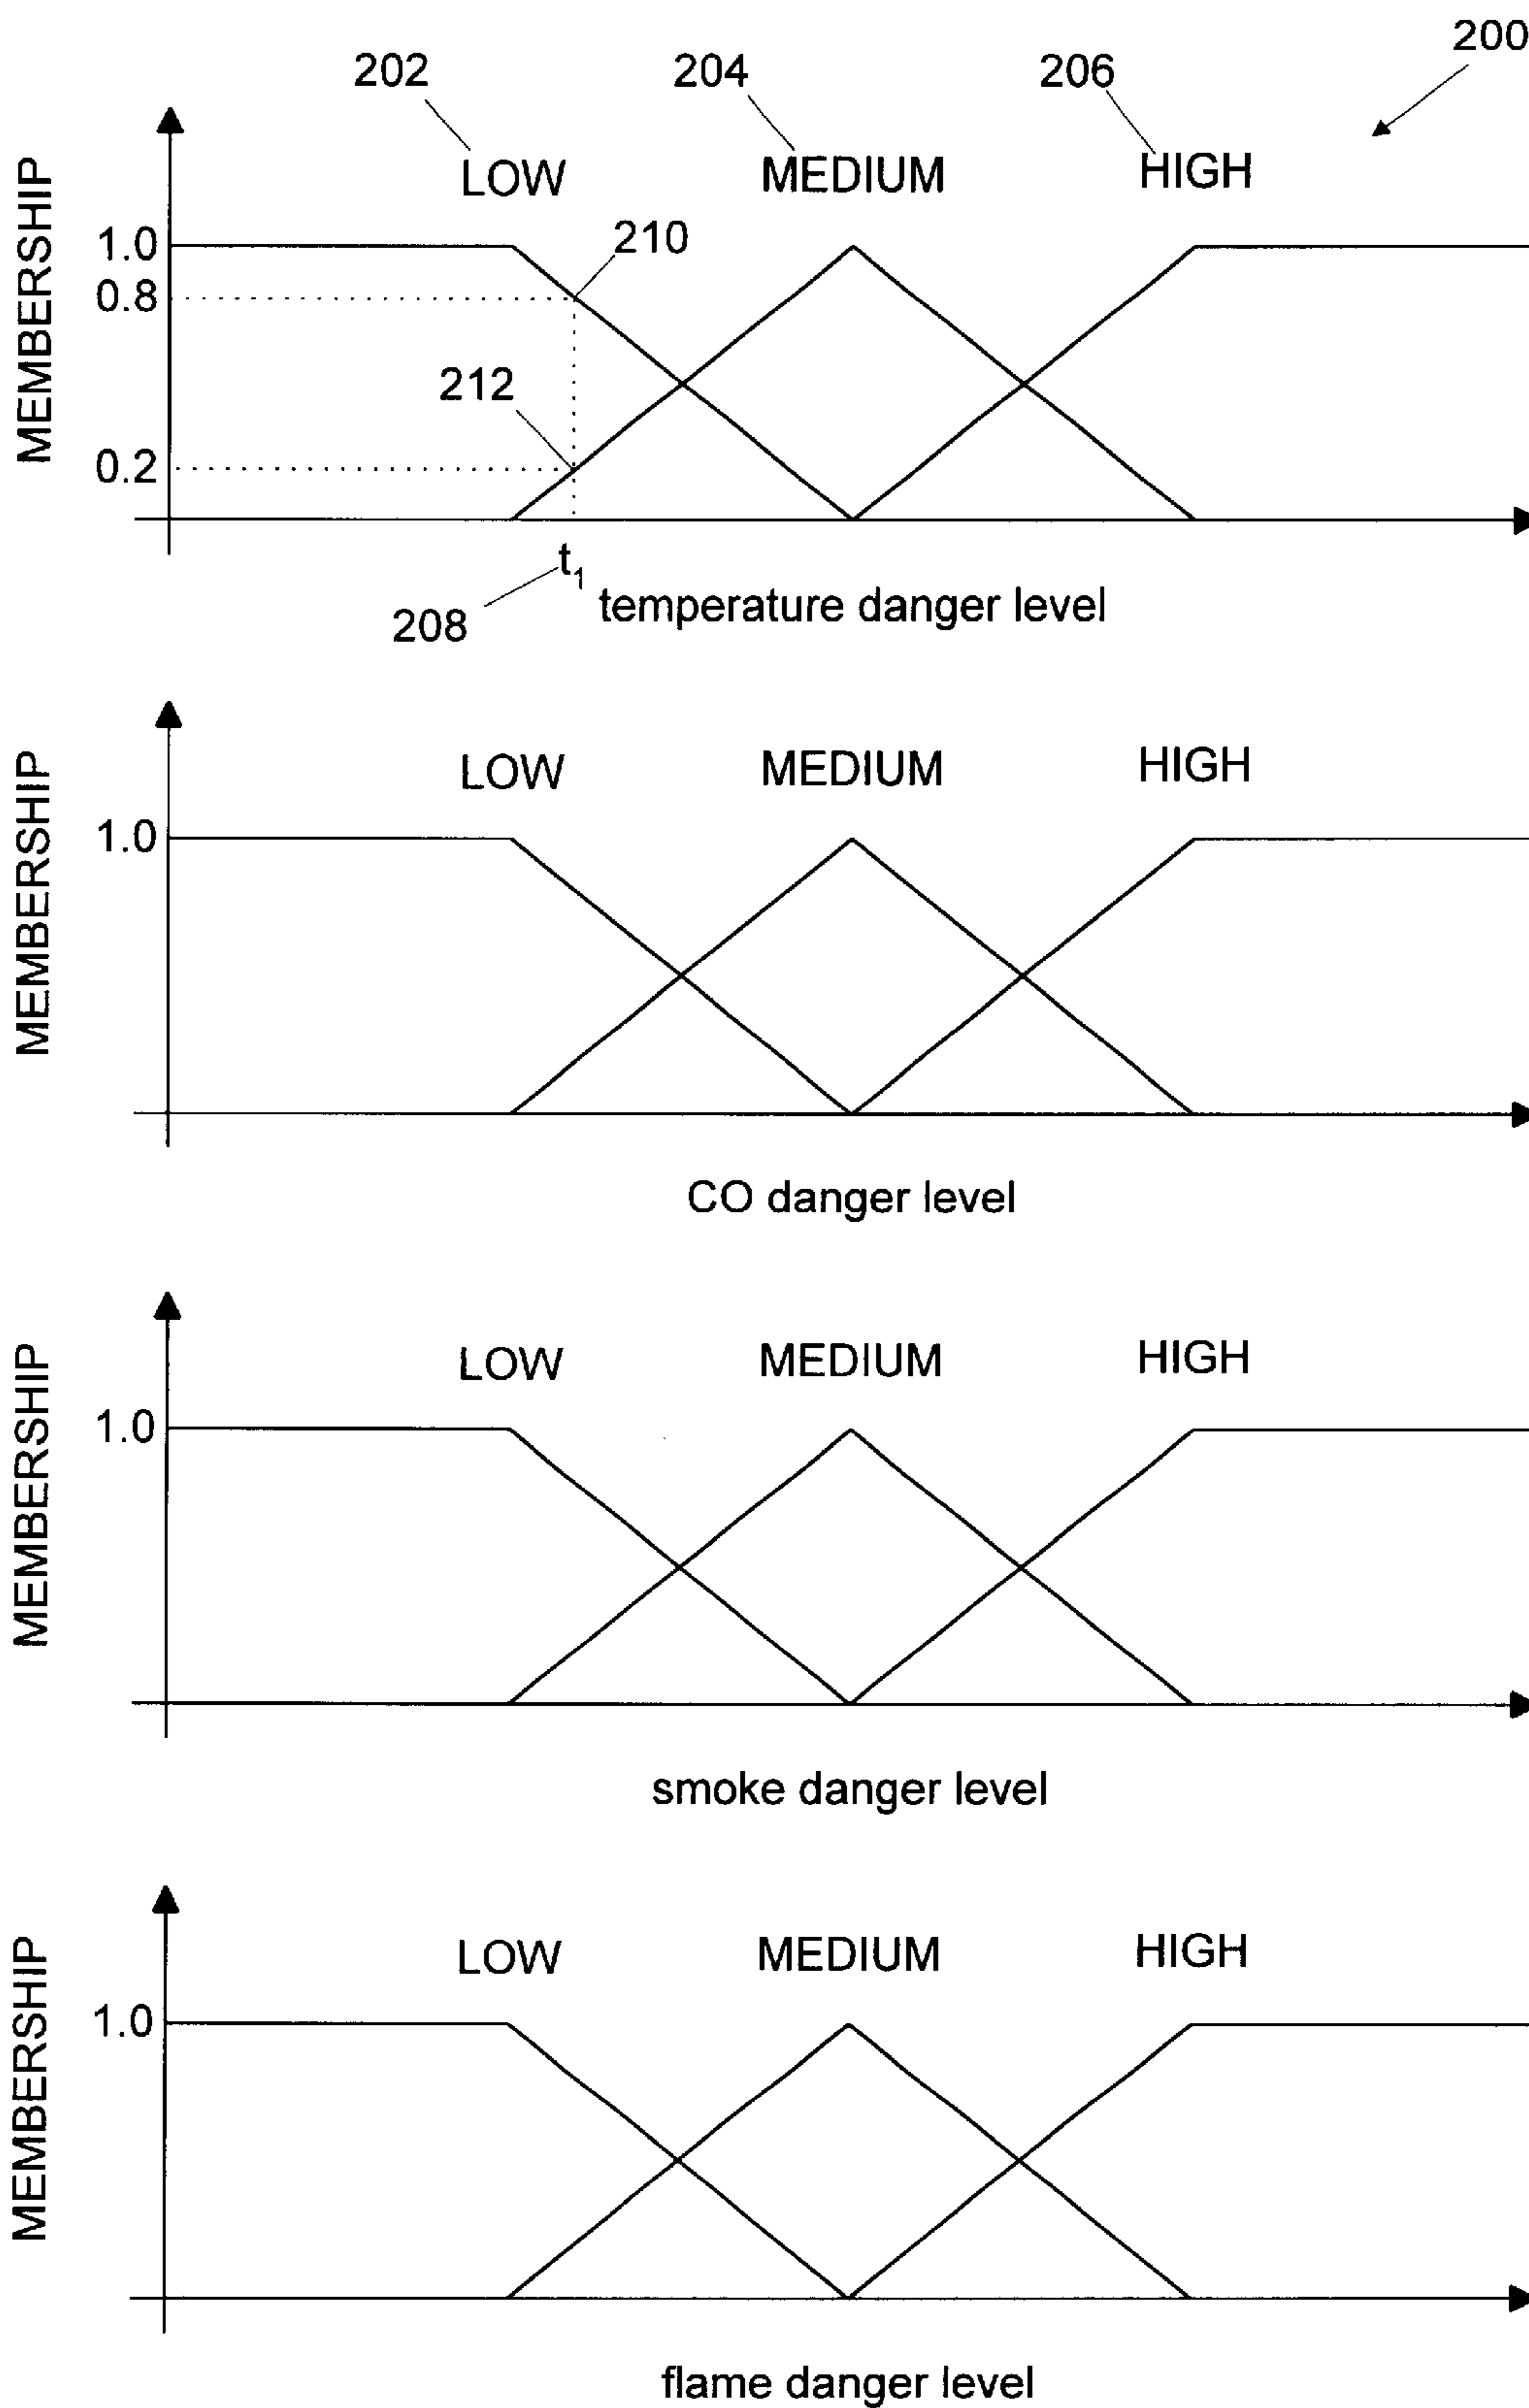 200
202 204 206
LOW MEDIUM HIGH
MEMBERSHIP
1.0
210
0.8
212
0.2
t₁
208
temperature danger level
LOW MEDIUM HIGH
MEMBERSHIP
1.0
CO danger level
LOW MEDIUM HIGH
MEMBERSHIP
1.0
smoke danger level
LOW MEDIUM HIGH
MEMBERSHIP
1.0
flame danger level